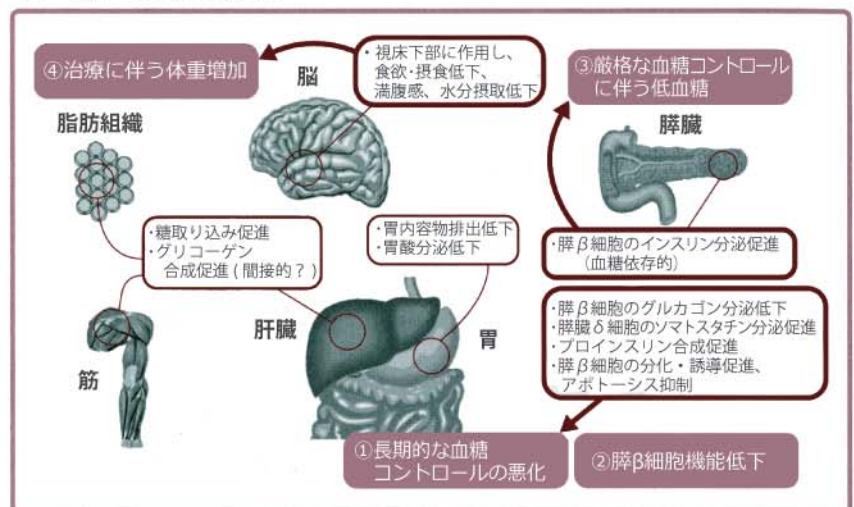 ④治療に伴う体重増加
脳
・視床下部に作用し、
食欲・摂食低下、
満腹感、水分摂取低下
③厳格な血糖コントロール
に伴う低血糖
脂肪組織
膵臓
・糖取り込み促進
・グリコーゲン
合成促進(間接的？)
・胃内容物排出低下
・胃酸分泌低下
・膵β細胞のインスリン分泌促進
(血糖依存的)
筋
肝臓
胃
・膵β細胞のグルカゴン分泌低下
・膵臓δ細胞のソマトスタチン分泌促進
・プロインスリン合成促進
・膵β細胞の分化・誘導促進、
アポトーシス抑制
①長期的な血糖
コントロールの悪化
②膵β細胞機能低下